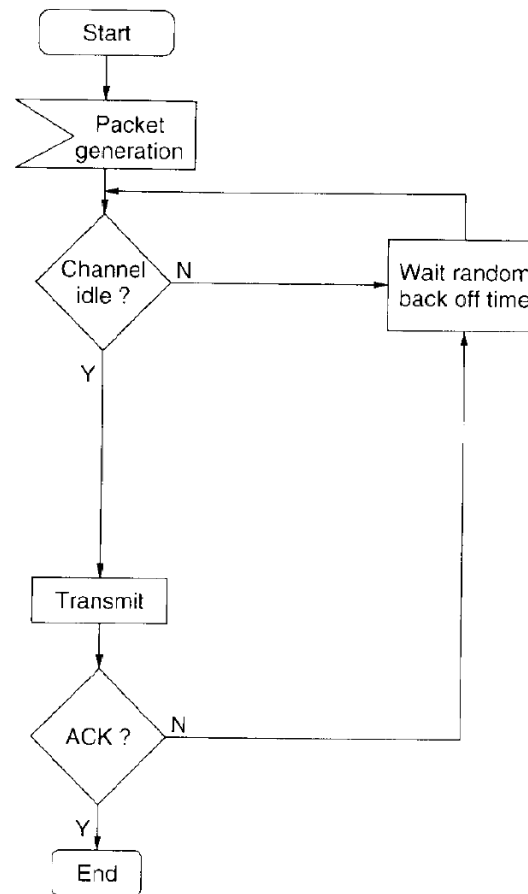 Start
Packet
generation
Channel
idle ?
N
Wait random
back off time
Y
Transmit
ACK ?
N
Y
End